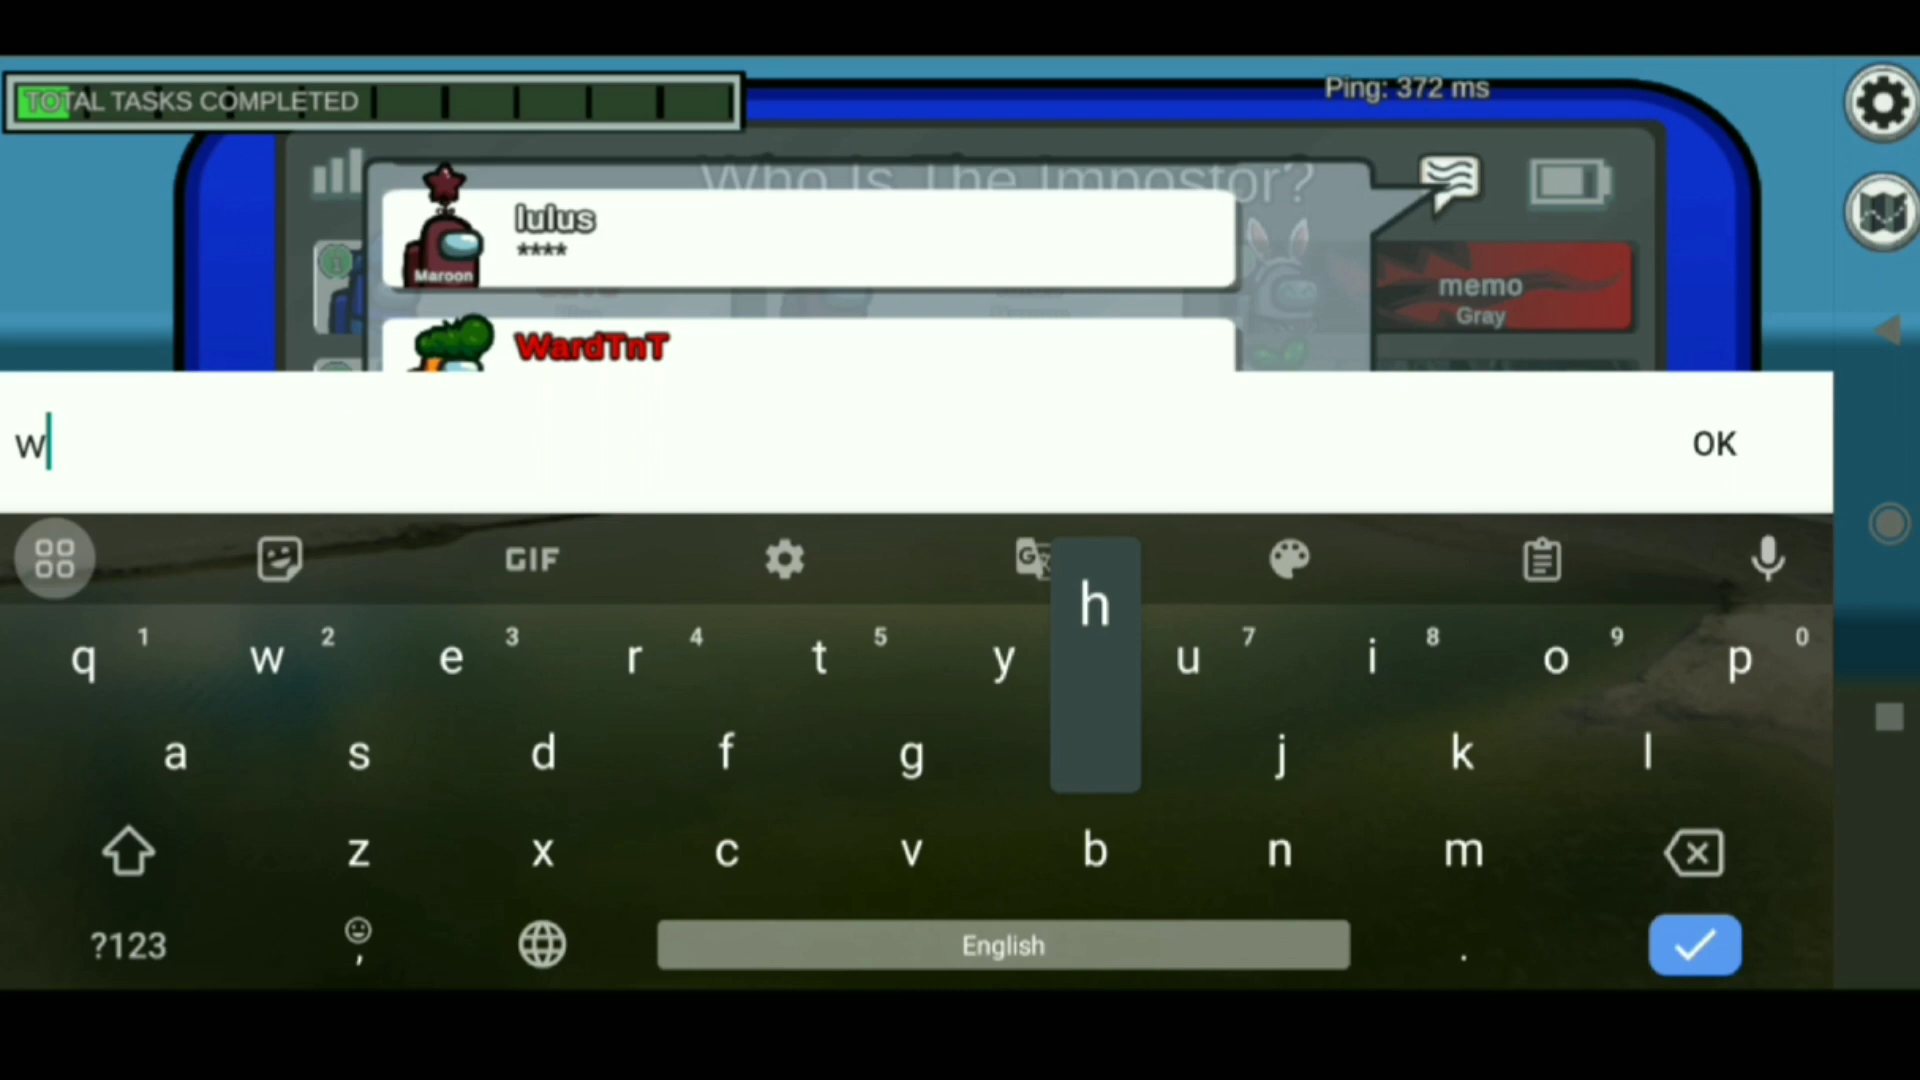 TOTAL TASKS COMPLETED
Ping: 372 ms
Who Is The Impostor?
lulus
****
Maroon
memo
Gray
WardTnT
w
OK
GIF
h
q 1 w 2 e 3 r 4 t 5 y u 7 i 8 o 9 p 0
a s d f g j k l
z x c v b n m
?123 , English .